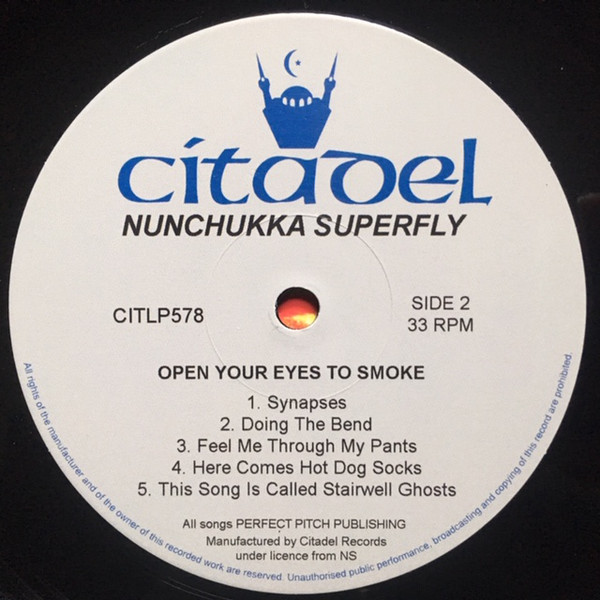 citadel
NUNCHUKKA SUPERFLY
CITLP578
SIDE 2
33 RPM
OPEN YOUR EYES TO SMOKE
1. Synapses
2. Doing The Bend
3. Feel Me Through My Pants
4. Here Comes Hot Dog Socks
5. This Song Is Called Stairwell Ghosts
All songs PERFECT PITCH PUBLISHING
Manufactured by Citadel Records
under licence from NS
All rights of the manufacturer and of the owner of this recorded work are reserved. Unauthorised public performance, broadcasting and copying of this record are prohibited.